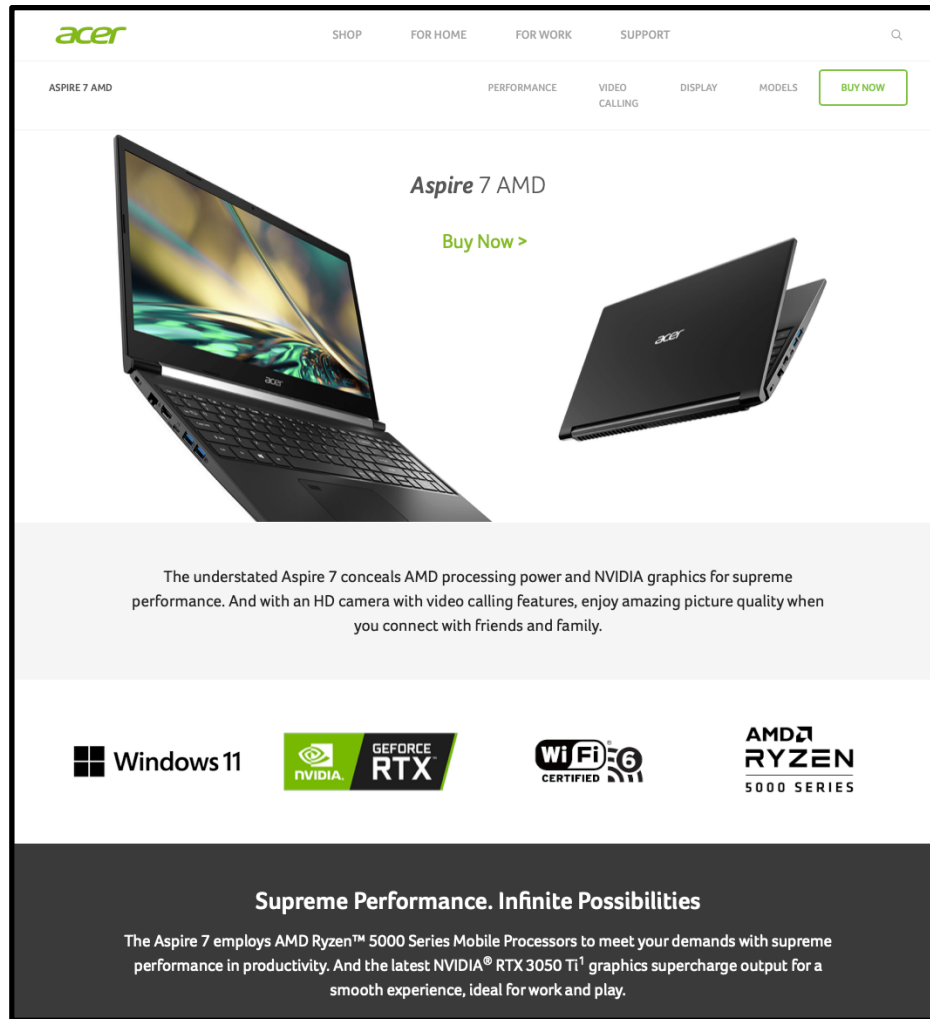 acer
SHOP FOR HOME FOR WORK SUPPORT
ASPIRE 7 AMD
PERFORMANCE VIDEO CALLING DISPLAY MODELS BUY NOW
Aspire 7 AMD
Buy Now >
acer
acer
The understated Aspire 7 conceals AMD processing power and NVIDIA graphics for supreme
performance. And with an HD camera with video calling features, enjoy amazing picture quality when
you connect with friends and family.
Windows 11
NVIDIA. GEFORCE RTX
Wi Fi® 6 CERTIFIED
AMD RYZEN 5000 SERIES
Supreme Performance. Infinite Possibilities
The Aspire 7 employs AMD Ryzen™ 5000 Series Mobile Processors to meet your demands with supreme
performance in productivity. And the latest NVIDIA® RTX 3050 Ti¹ graphics supercharge output for a
smooth experience, ideal for work and play.